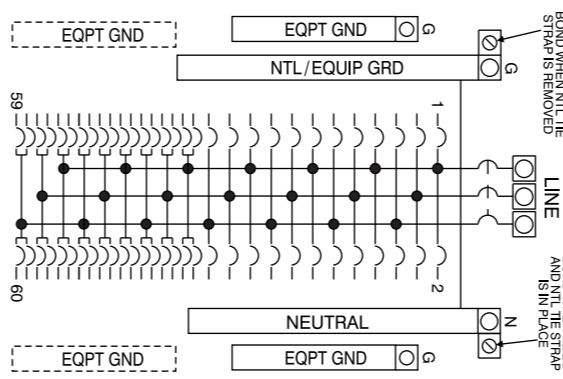 BOND WHEN NTL TIE
STRAP IS REMOVED
EQPT GND
EQPT GND
G
NTL/EQUIP GRD
G
59
1
LINE
60
2
NEUTRAL
N
AND NTL TIE STRAP
IS IN PLACE
EQPT GND
EQPT GND
G